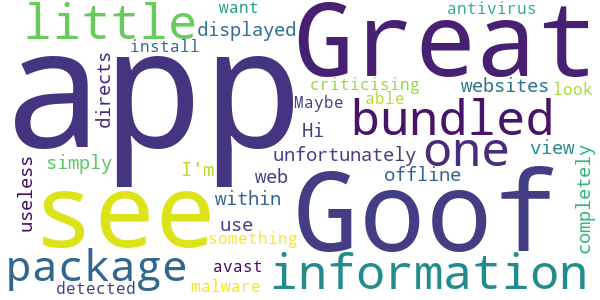 want antivirus
little Great
displayed
install
app
directs
criticising websites look
able
Maybe
bundled
Hi
one
unfortunately view
simply
I'm
offline
web
useless
see
within
Goof
completely
use
something
package
avast
information
detected
malware